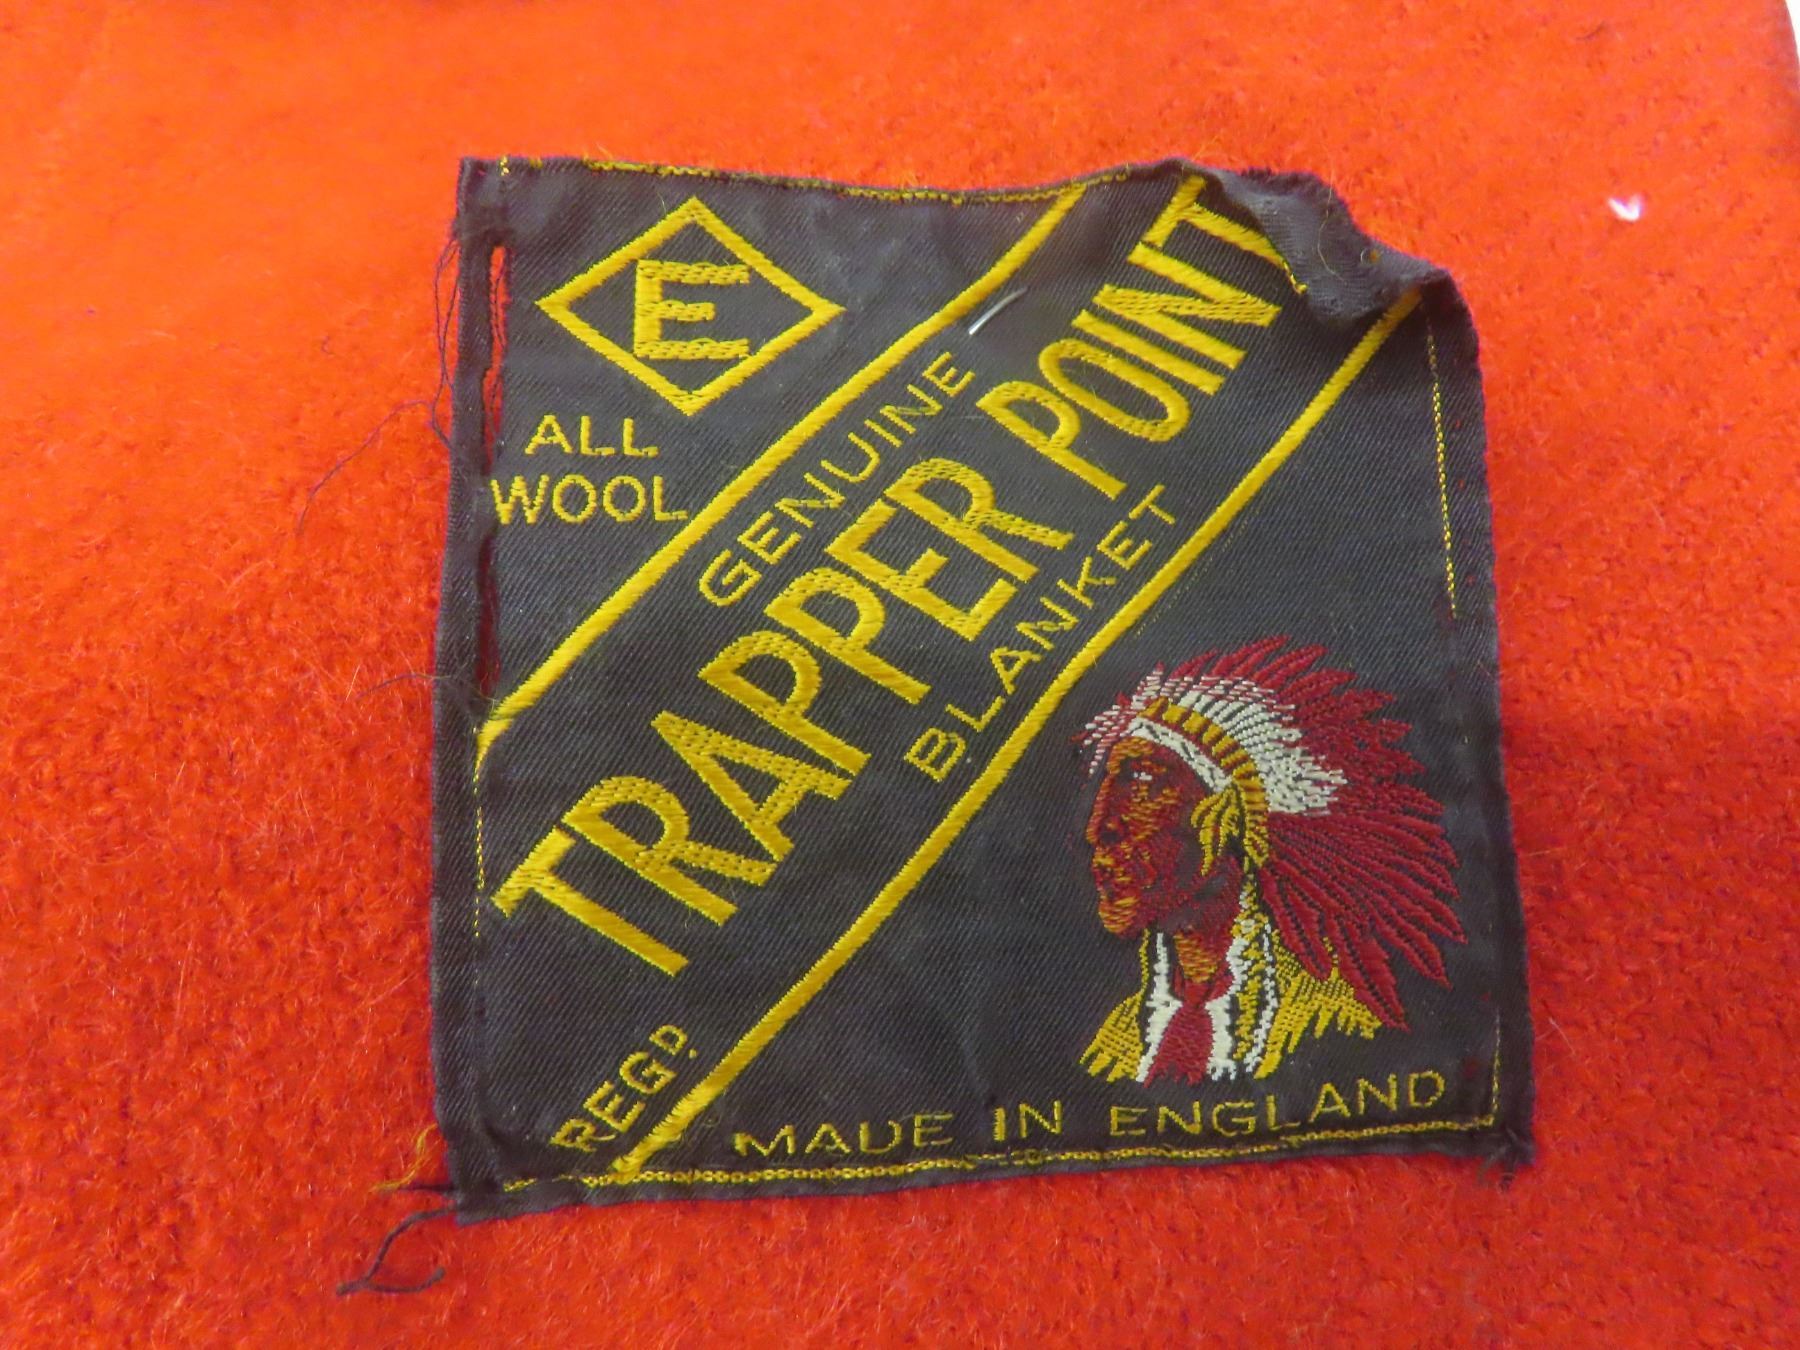 E
ALL
WOOL
GENUINE
TRAPPER POINT
BLANKET
REGD.
MADE IN ENGLAND